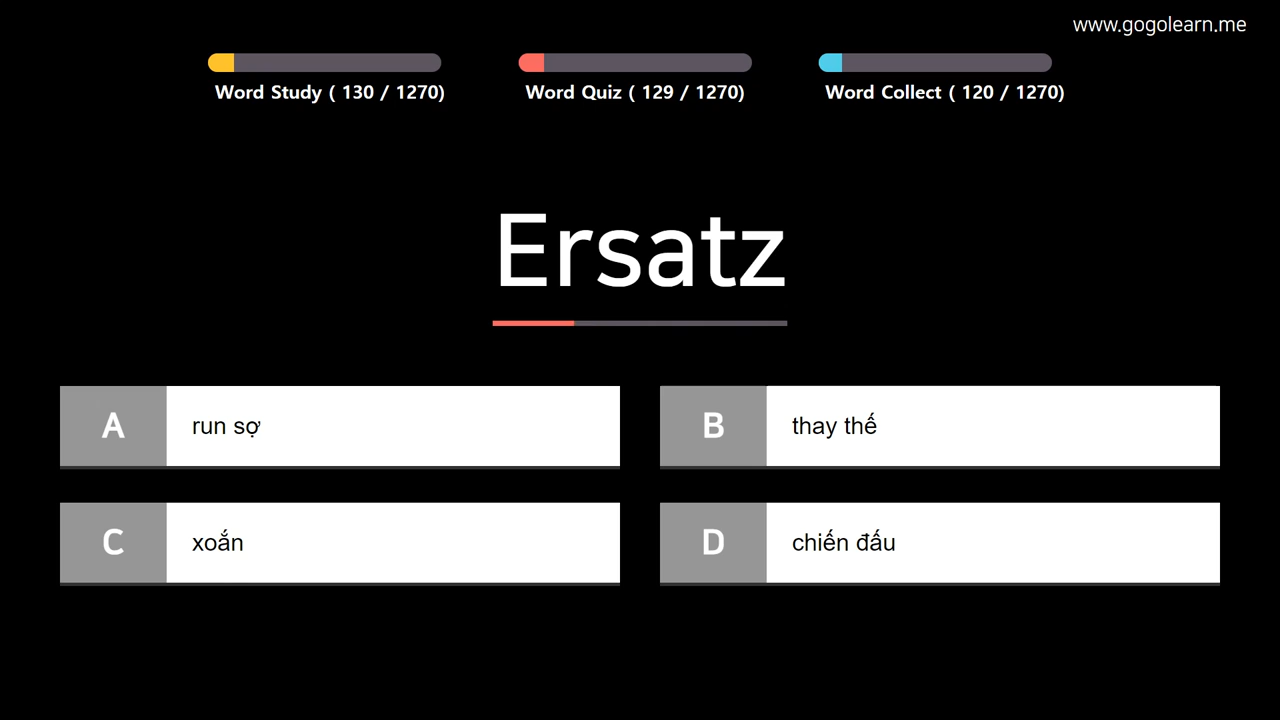 www.gogolearn.me
Word Study ( 130 / 1270)
Word Quiz ( 129 / 1270)
Word Collect ( 120 / 1270)
Ersatz
A
run sợ
B
thay thế
C
xoắn
D
chiến đấu